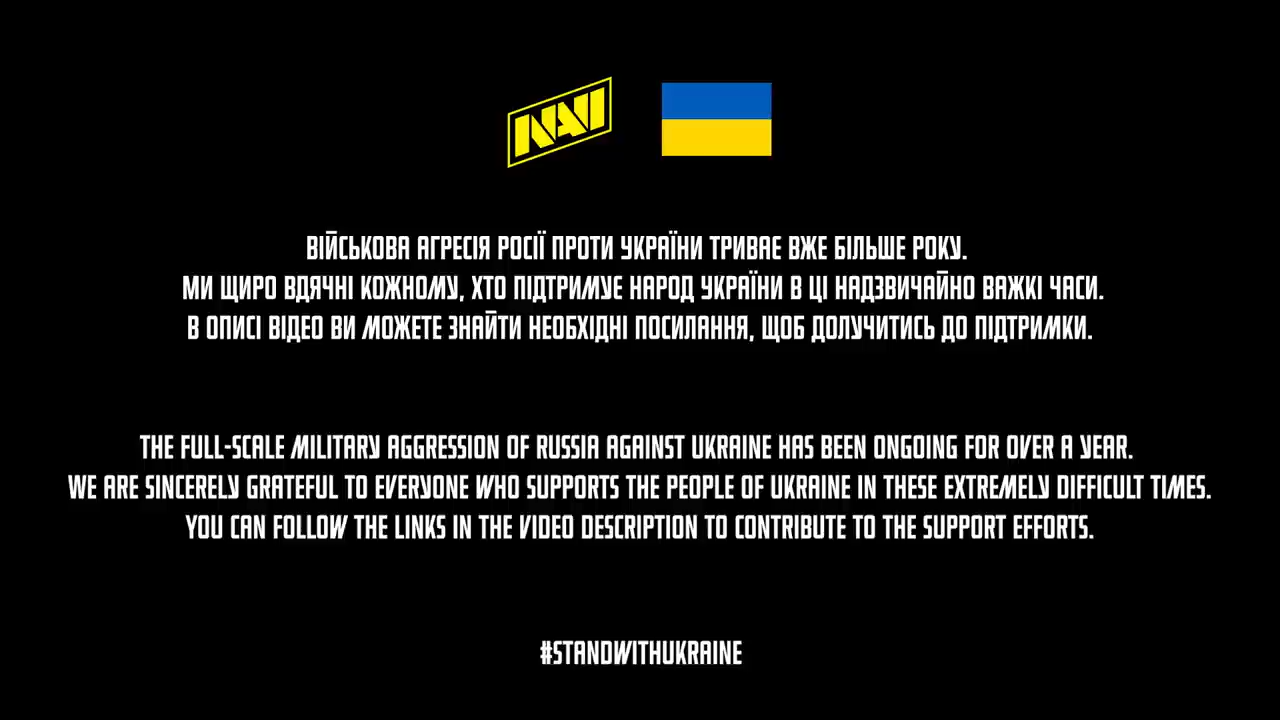 NAVI
ВІЙСЬКОВА АГРЕСІЯ РОСІЇ ПРОТИ УКРАЇНИ ТРИВАЄ ВЖЕ БІЛЬШЕ РОКУ.
МИ ЩИРО ВДЯЧНІ КОЖНОМУ, ХТО ПІДТРИМУЄ НАРОД УКРАЇНИ В ЦІ НАДЗВИЧАЙНО ВАЖКІ ЧАСИ.
В ОПИСІ ВІДЕО ВИ МОЖЕТЕ ЗНАЙТИ НЕОБХІДНІ ПОСИЛАННЯ, ЩОБ ДОЛУЧИТИСЬ ДО ПІДТРИМКИ.
THE FULL-SCALE MILITARY AGGRESSION OF RUSSIA AGAINST UKRAINE HAS BEEN ONGOING FOR OVER A YEAR.
WE ARE SINCERELY GRATEFUL TO EVERYONE WHO SUPPORTS THE PEOPLE OF UKRAINE IN THESE EXTREMELY DIFFICULT TIMES.
YOU CAN FOLLOW THE LINKS IN THE VIDEO DESCRIPTION TO CONTRIBUTE TO THE SUPPORT EFFORTS.
#STANDWITHUKRAINE